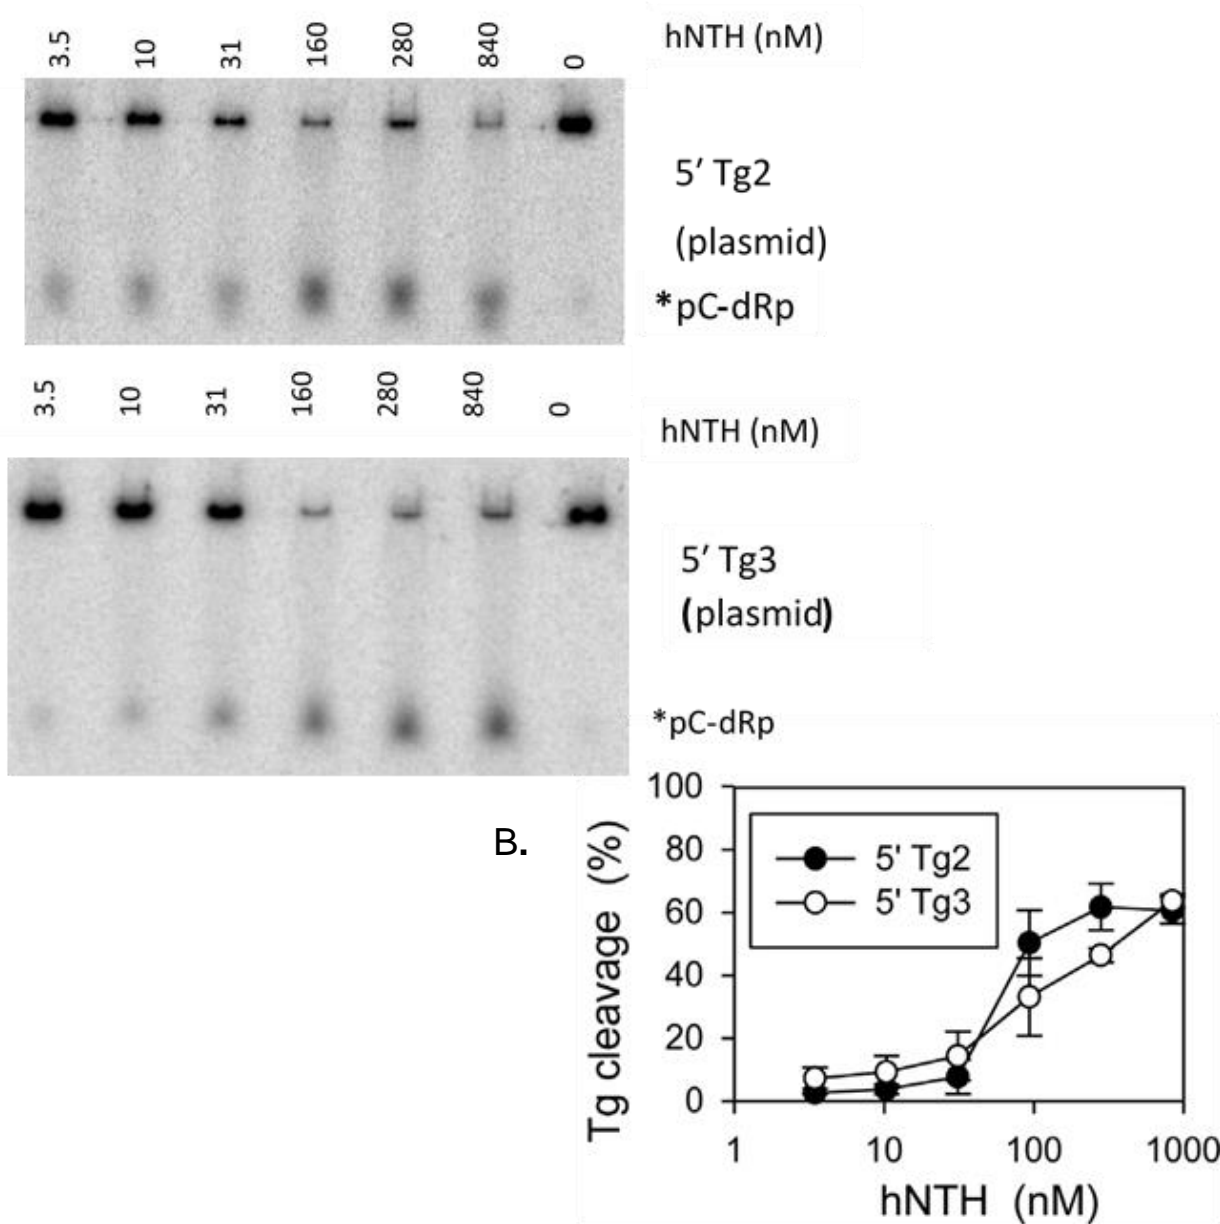 3.5 10 31 160 280 840 0 hNTH (nM)
5′ Tg2
(plasmid)
*pC-dRp
3.5 10 31 160 280 840 0
hNTH (nM)
5′ Tg3
(plasmid)
*pC-dRp
B.
Tg cleavage (%)
100
80
60
40
20
0
5' Tg2
5' Tg3
1 10 100 1000
hNTH (nM)